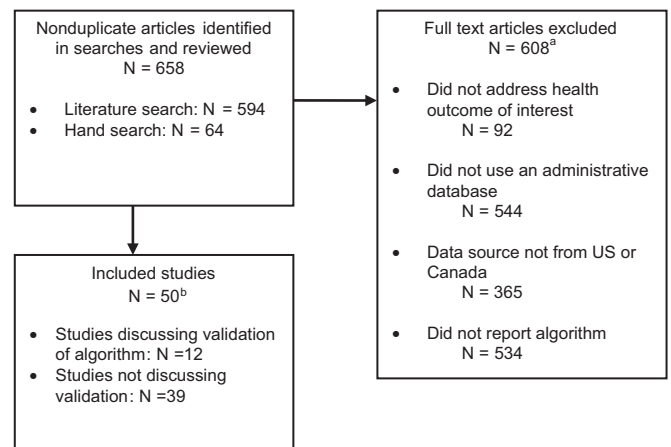 Nonduplicate articles identified
in searches and reviewed
N = 658
• Literature search: N = 594
• Hand search: N = 64
Full text articles excluded
N = 608ᵃ
• Did not address health
outcome of interest
N = 92
• Did not use an administrative
database
N = 544
• Data source not from US or
Canada
N = 365
• Did not report algorithm
N = 534
Included studies
N = 50ᵇ
• Studies discussing validation
of algorithm: N =12
• Studies not discussing
validation: N =39